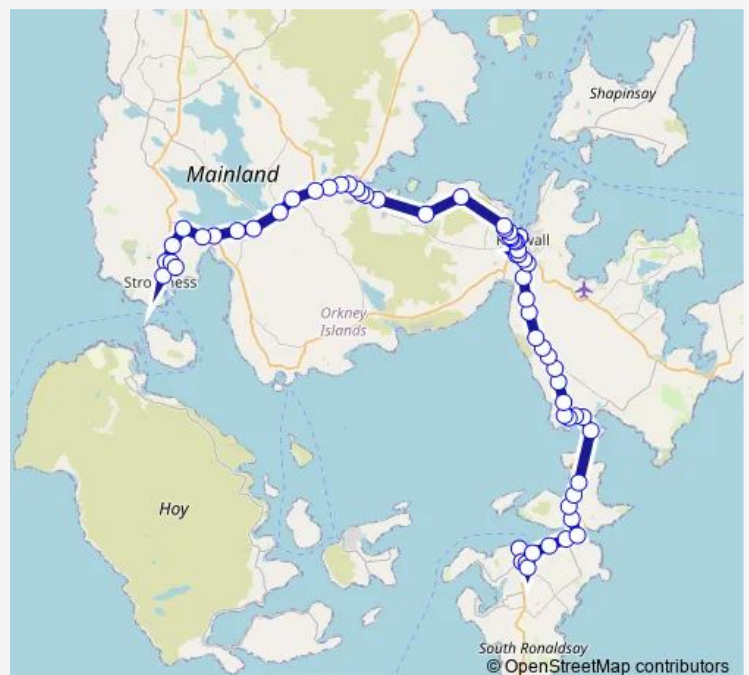 Shapinsay
Mainland
Orkney
Islands
Hoy
South Ronaldsay
© OpenStreetMap contributors